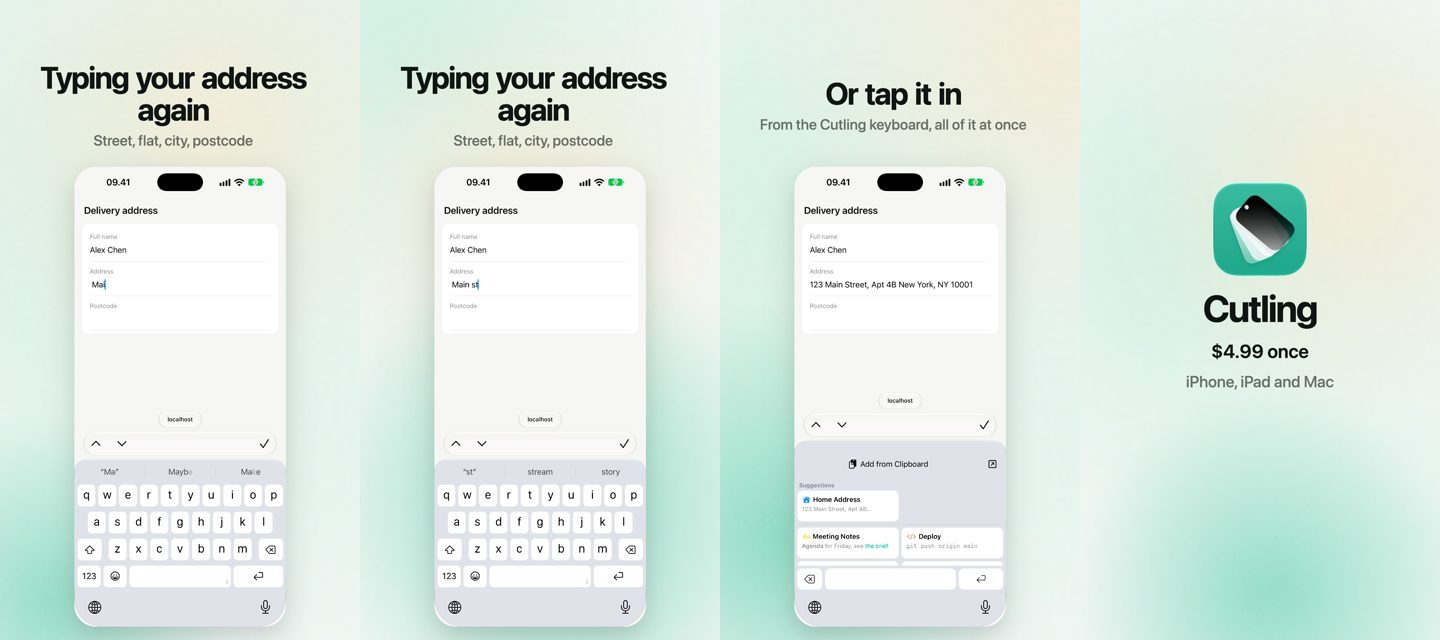 Typing your address
again
Street, flat, city, postcode
09.41
Delivery address
Full name
Alex Chen
Address
Mai
Postcode
localhost
"Ma" Maybe Make
q w e r t y u i o p
a s d f g h j k l
z x c v b n m
123
Typing your address
again
Street, flat, city, postcode
09.41
Delivery address
Full name
Alex Chen
Address
Main st
Postcode
localhost
"st" stream story
q w e r t y u i o p
a s d f g h j k l
z x c v b n m
123
Or tap it in
From the Cutling keyboard, all of it at once
09.41
Delivery address
Full name
Alex Chen
Address
123 Main Street, Apt 4B New York, NY 10001
Postcode
localhost
Add from Clipboard
Suggestions
Home Address
123 Main Street, Apt 4B...
Aa Meeting Notes
Agenda for Friday, see the brief
</> Deploy
git push origin main
Cutling
$4.99 once
iPhone, iPad and Mac